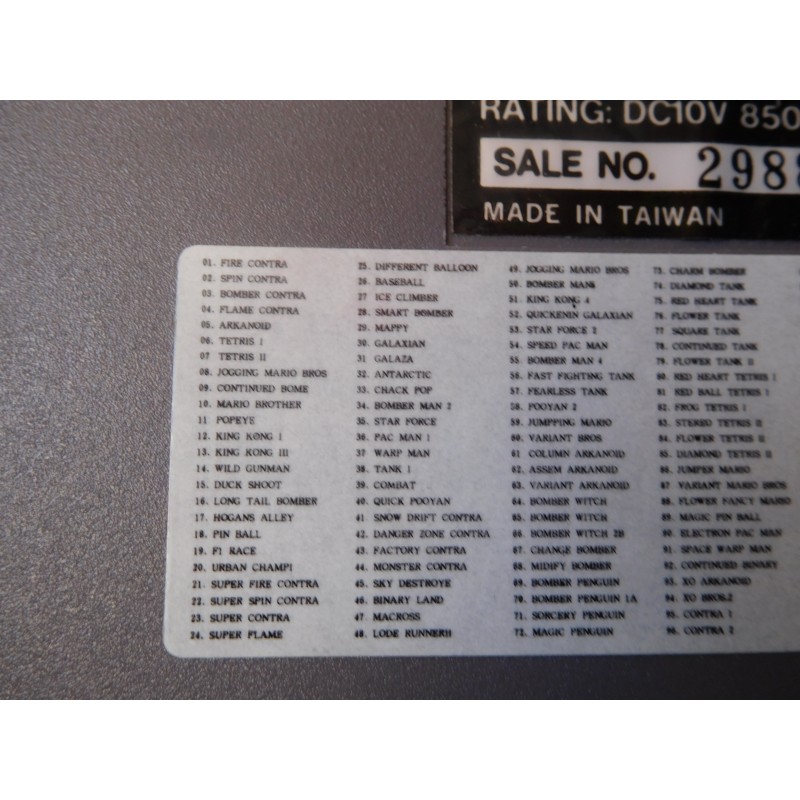 RATING: DC10V 850
SALE NO. 2988
MADE IN TAIWAN
01. FIRE CONTRA
02. SPIN CONTRA
03. BOMBER CONTRA
04. FLAME CONTRA
05. ARKANOID
06. TETRIS I
07 TETRIS II
08. JOGGING MARIO BROS
09. CONTINUED BOME
10. MARIO BROTHER
11 POPEYE
12. KING KONG I
13. KING KONG III
14. WILD GUNMAN
15. DUCK SHOOT
16. LONG TAIL BOMBER
17. HOGANS ALLEY
18. PIN BALL
19. F1 RACE
20. URBAN CHAMPI
21. SUPER FIRE CONTRA
22. SUPER SPIN CONTRA
23. SUPER CONTRA
24. SUPER FLAME
25. DIFFERENT BALLOON
26. BASEBALL
27 ICE CLIMBER
28. SMART BOMBER
29. MAPPY
30. GALAXIAN
31 GALAZA
32. ANTARCTIC
33. CHACK POP
34. BOMBER MAN 2
35. STAR FORCE
36. PAC MAN I
37 WARP MAN
38. TANK I
39. COMBAT
40. QUICK POOYAN
41 SNOW DRIFT CONTRA
42. DANGER ZONE CONTRA
43. FACTORY CONTRA
44. MONSTER CONTRA
45. SKY DESTROYE
46. BINARY LAND
47. MACROSS
48. LODE RUNNERII
49. JOGGING MARIO BROS
50. BOMBER MAN
51. KING KONG 4
52. QUICKENIN GALAXIAN
53. STAR FORCE 2
54. SPEED PAC MAN
55. BOMBER MAN 4
56. FAST FIGHTING TANK
57. FEARLESS TANK
58. POOYAN 2
59. JUMPPING MARIO
60. VARIANT BROS
61 COLUMN ARKANOID
62. ASSEM ARKANOID
63. VARIANT ARKANOID
64. BOMBER WITCH
65. BOMBER WITCH
66. BOMBER WITCH 2B
67. CHANGE BOMBER
68. MIDIFY BOMBER
69. BOMBER PENGUIN
70. BOMBER PENGUIN 1A
71. SORCERY PENGUIN
72. MAGIC PENGUIN
73. CHARM BOMBER
74. DIAMOND TANK
75. RED HEART TANK
76. FLOWER TANK
77 SQUARE TANK
78. CONTINUED TANK
79. FLOWER TANK II
80. RED HEART TETRIS I
81 RED BALL TETRIS I
82. FROG TETRIS I
83. STEREO TETRIS II
84. FLOWER TETRIS II
85. DIAMOND TETRIS II
86. JUMPER MARIO
87 VARIANT MARIO BROS
88. FLOWER FANCY MARIO
89. MAGIC PIN BALL
90. ELECTRON PAC MAN
91. SPACE WARP MAN
92. CONTINUED BINARY
93. XO ARKANOID
94. XO BROS.2
95. CONTRA 1
96. CONTRA 2